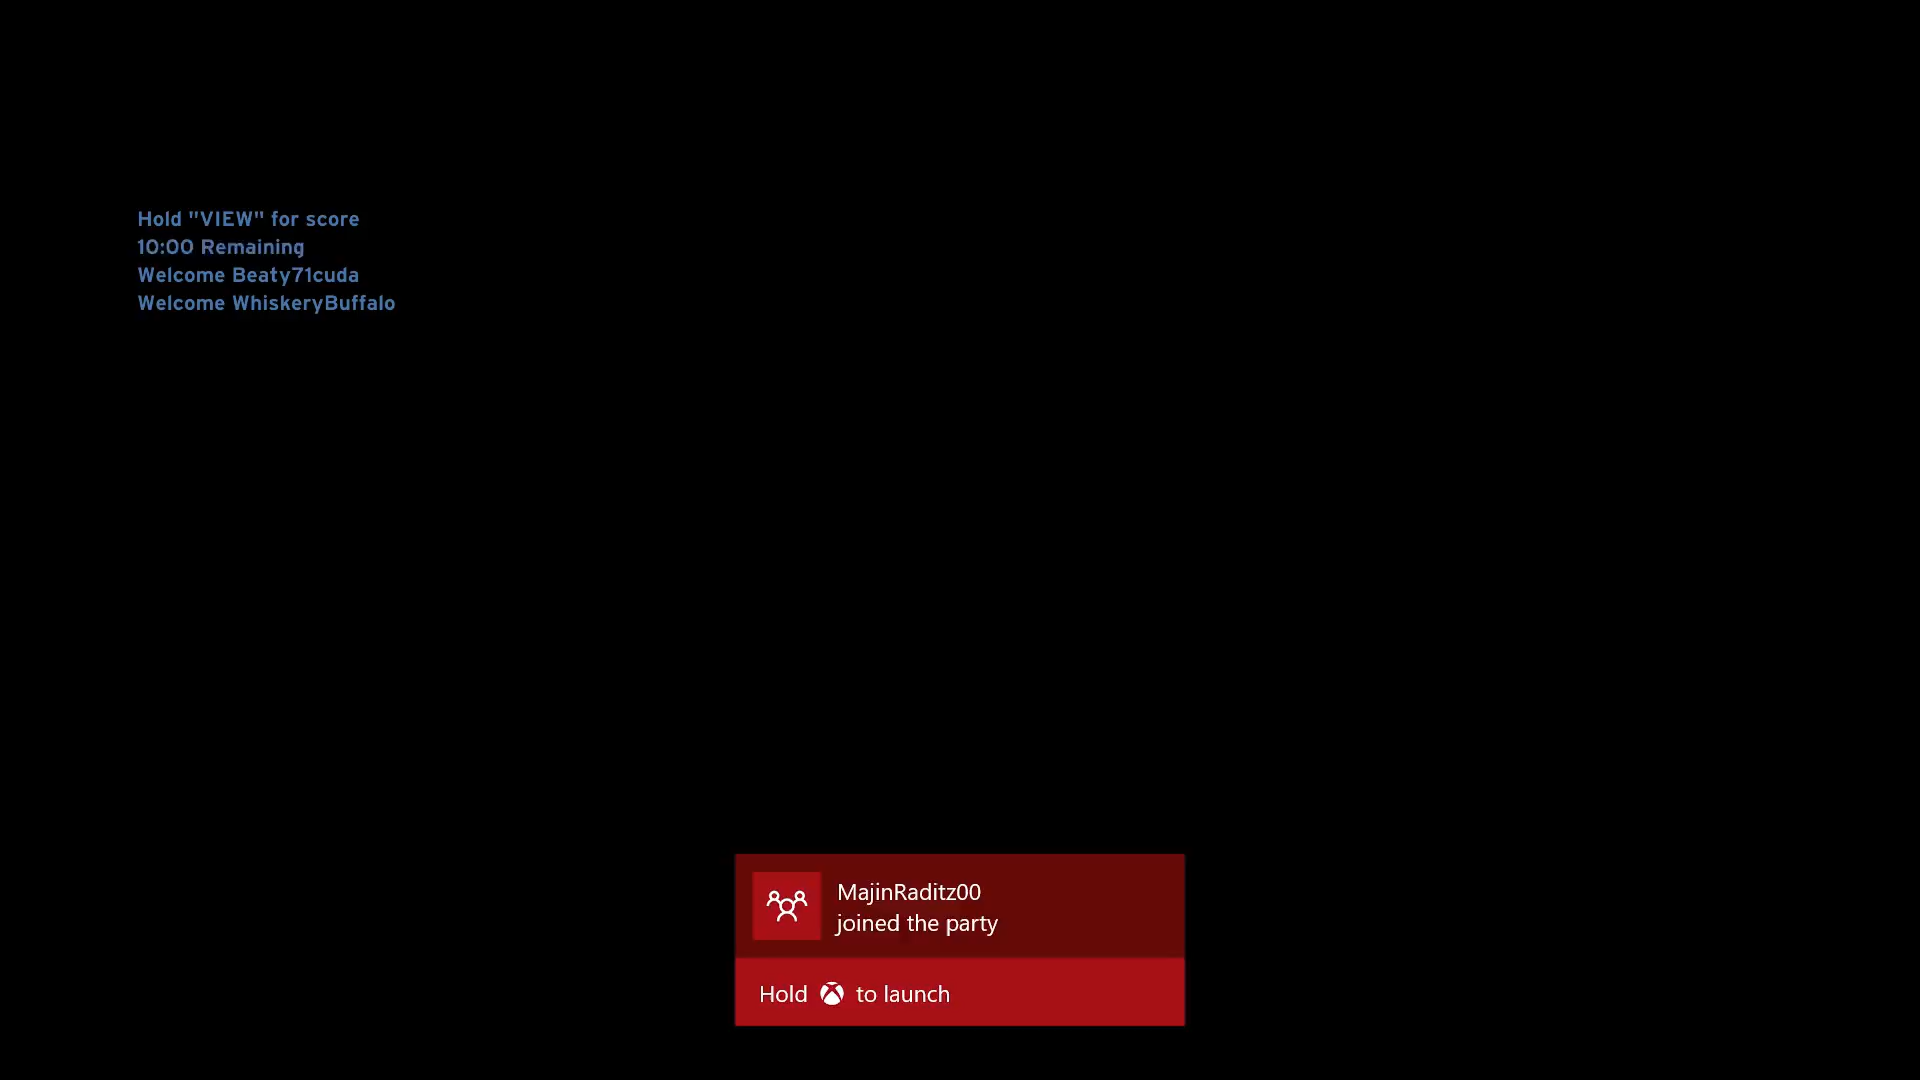 Hold "VIEW" for score
10:00 Remaining
Welcome Beaty71cuda
Welcome WhiskeryBuffalo
MajinRaditz00
joined the party
Hold to launch